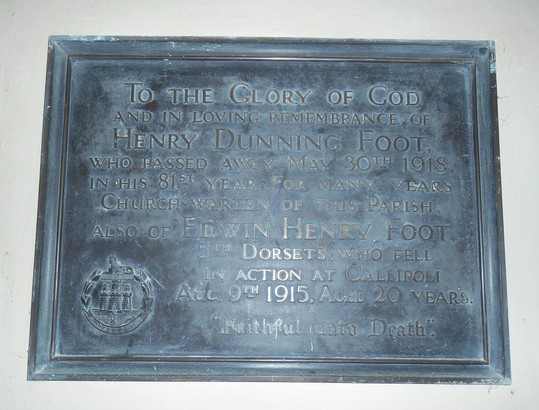 To the Glory of God
and in loving remembrance of
Henry Dunning Foot,
who passed away May 30th 1918.
in his 81st year. For many years
Church-warden of this Parish.
Also of Edwin Henry Foot
5th Dorsets, who fell
in action at Gallipoli
Aug. 9th 1915, Aged 20 years.
"Faithful unto Death".